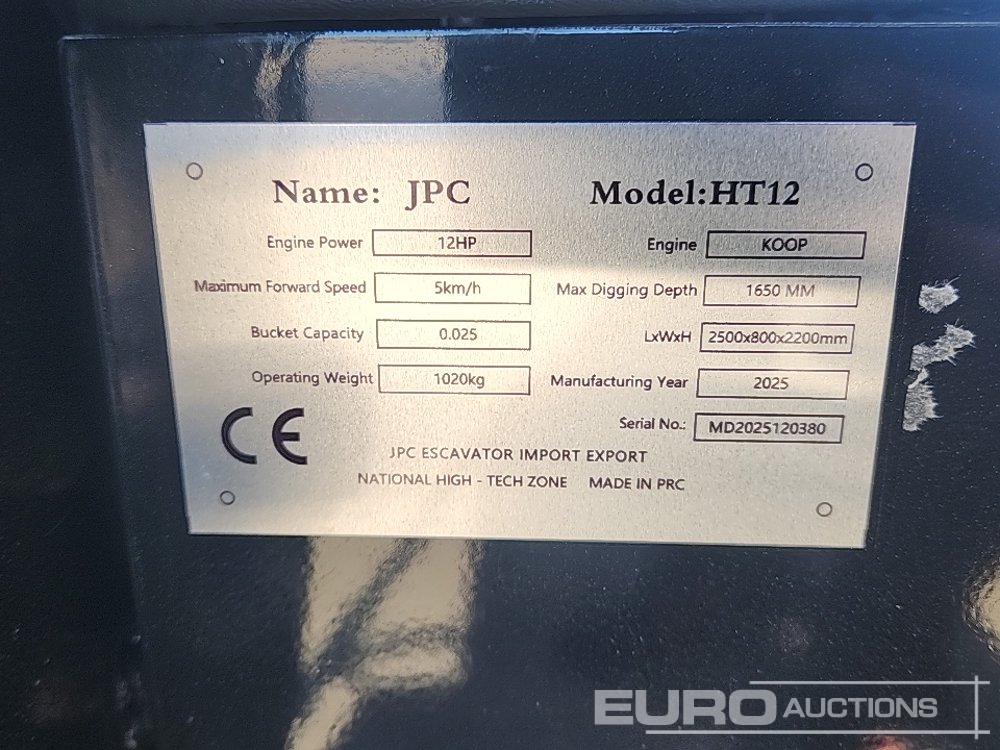 Name: JPC Model:HT12
Engine Power 12HP Engine KOOP
Maximum Forward Speed 5km/h Max Digging Depth 1650 MM
Bucket Capacity 0.025 LxWxH 2500x800x2200mm
Operating Weight 1020kg Manufacturing Year 2025
Serial No.: MD2025120380
CE
JPC ESCAVATOR IMPORT EXPORT
NATIONAL HIGH - TECH ZONE MADE IN PRC
EURO AUCTIONS